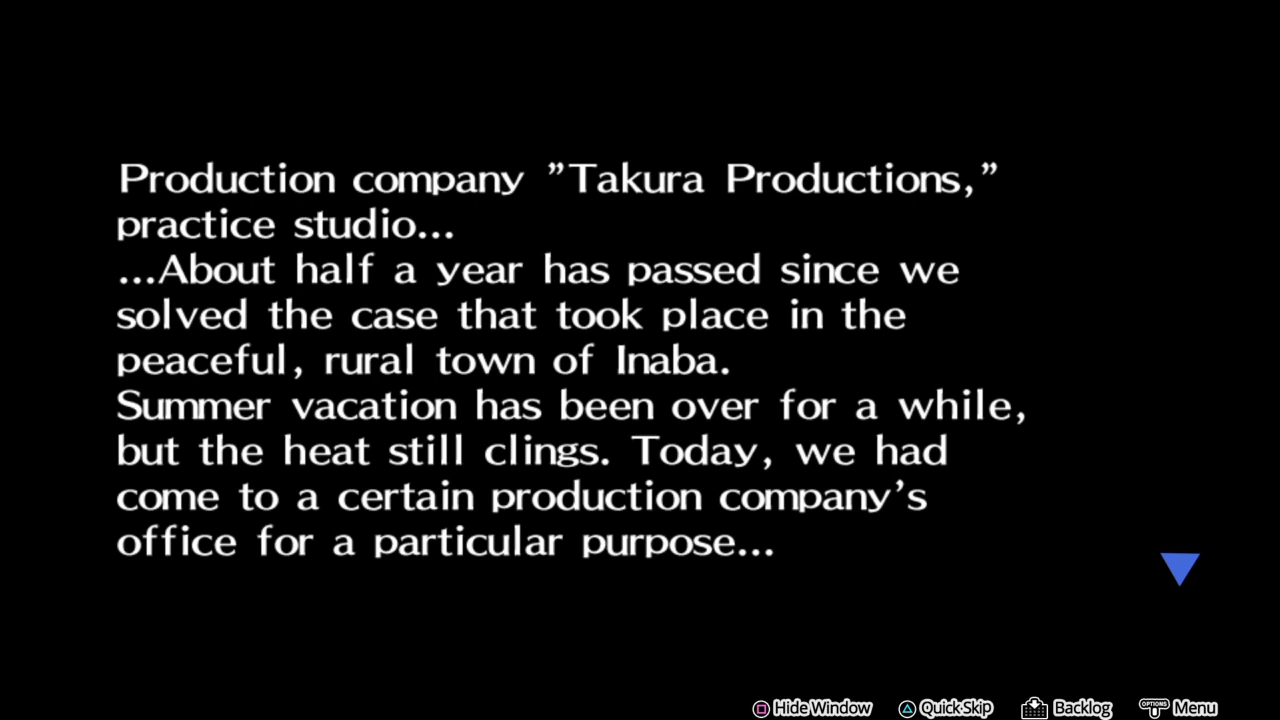 Production company "Takura Productions,"
practice studio...
...About half a year has passed since we
solved the case that took place in the
peaceful, rural town of Inaba.
Summer vacation has been over for a while,
but the heat still clings. Today, we had
come to a certain production company's
office for a particular purpose...
Hide Window Quick Skip Backlog OPTIONS Menu